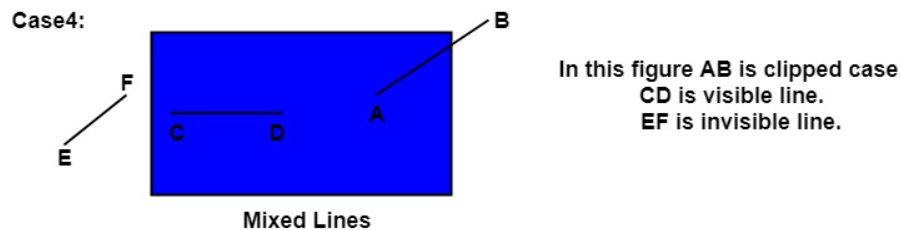 Case4:
B
F
A
C D
E
In this figure AB is clipped case.
CD is visible line.
EF is invisible line.
Mixed Lines